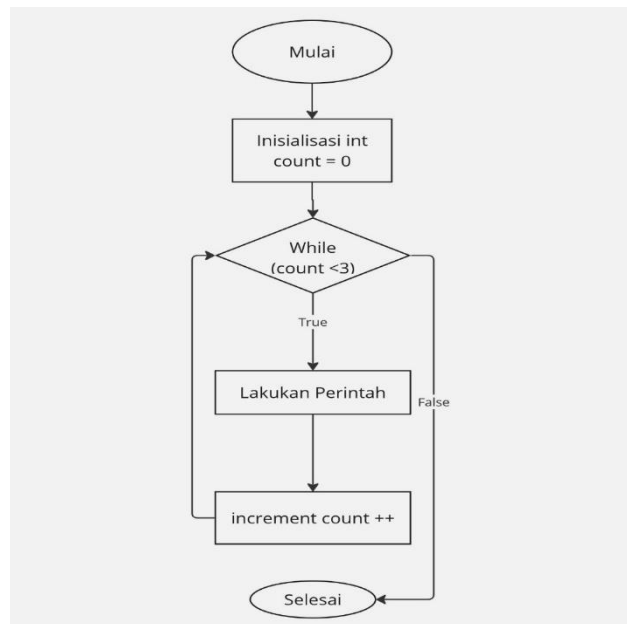 Mulai
Inisialisasi int
count = 0
While
(count <3)
True
Lakukan Perintah
False
increment count ++
Selesai